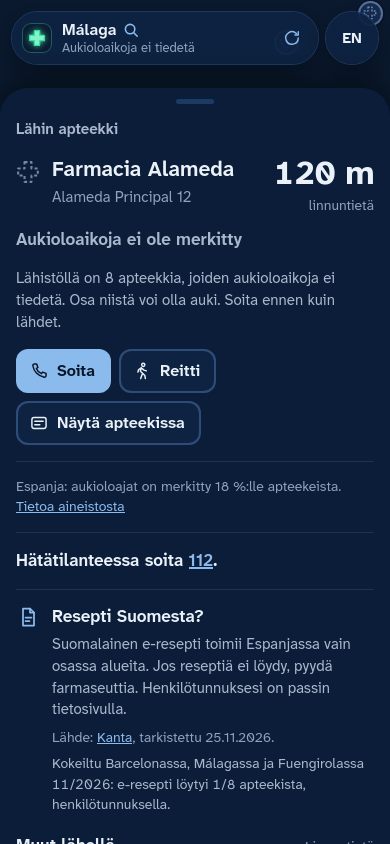 Málaga
Aukioloaikoja ei tiedetä
EN
Lähin apteekki
Farmacia Alameda
120 m
Alameda Principal 12
linnuntietä
Aukioloaikoja ei ole merkitty
Lähistöllä on 8 apteekkia, joiden aukioloaikoja ei
tiedetä. Osa niistä voi olla auki. Soita ennen kuin
lähdet.
Soita
Reitti
Näytä apteekissa
Espanja: aukioloajat on merkitty 18 %:lle apteekeista.
Tietoa aineistosta
Hätätilanteessa soita 112.
Resepti Suomesta?
Suomalainen e-resepti toimii Espanjassa vain
osassa alueita. Jos reseptiä ei löydy, pyydä
farmaseuttia. Henkilötunnuksesi on passin
tietosivulla.
Lähde: Kanta, tarkistettu 25.11.2026.
Kokeiltu Barcelonassa, Málagassa ja Fuengirolassa
11/2026: e-resepti löytyi 1/8 apteekista,
henkilötunnuksella.
Muut lähellä